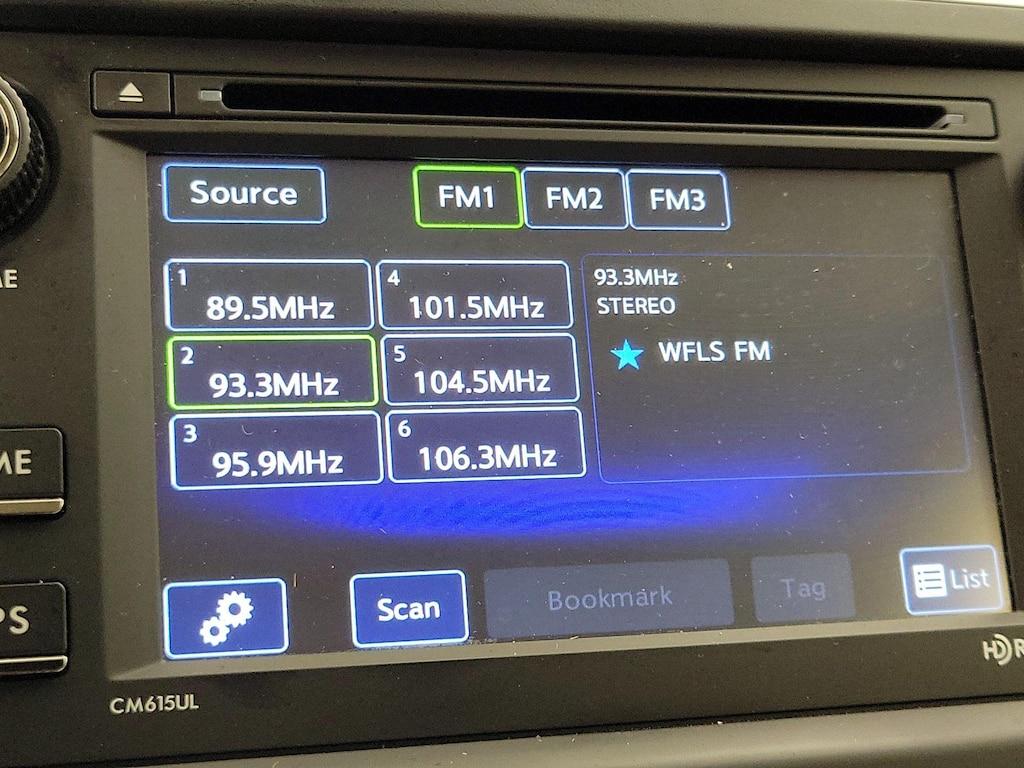 Source
FM1
FM2
FM3
1
89.5MHz
4
101.5MHz
2
93.3MHz
5
104.5MHz
3
95.9MHz
6
106.3MHz
93.3MHz
STEREO
WFLS FM
Scan
Bookmark
Tag
List
CM615UL
HD